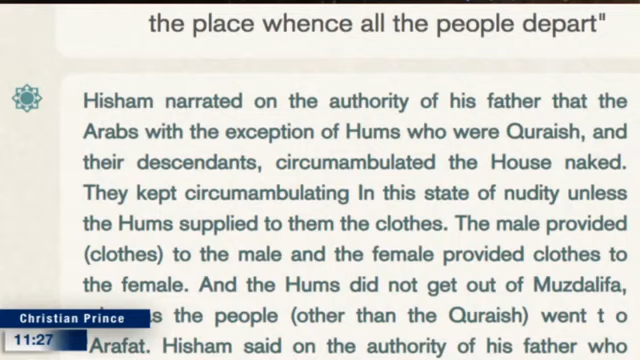 the place whence all the people depart"
Hisham narrated on the authority of his father that the
Arabs with the exception of Hums who were Quraish, and
their descendants, circumambulated the House naked.
They kept circumambulating In this state of nudity unless
the Hums supplied to them the clothes. The male provided
(clothes) to the male and the female provided clothes to
the female. And the Hums did not get out of Muzdalifa,
s the people (other than the Quraish) went t o
Arafat. Hisham said on the authority of his father who
Christian Prince
11:27